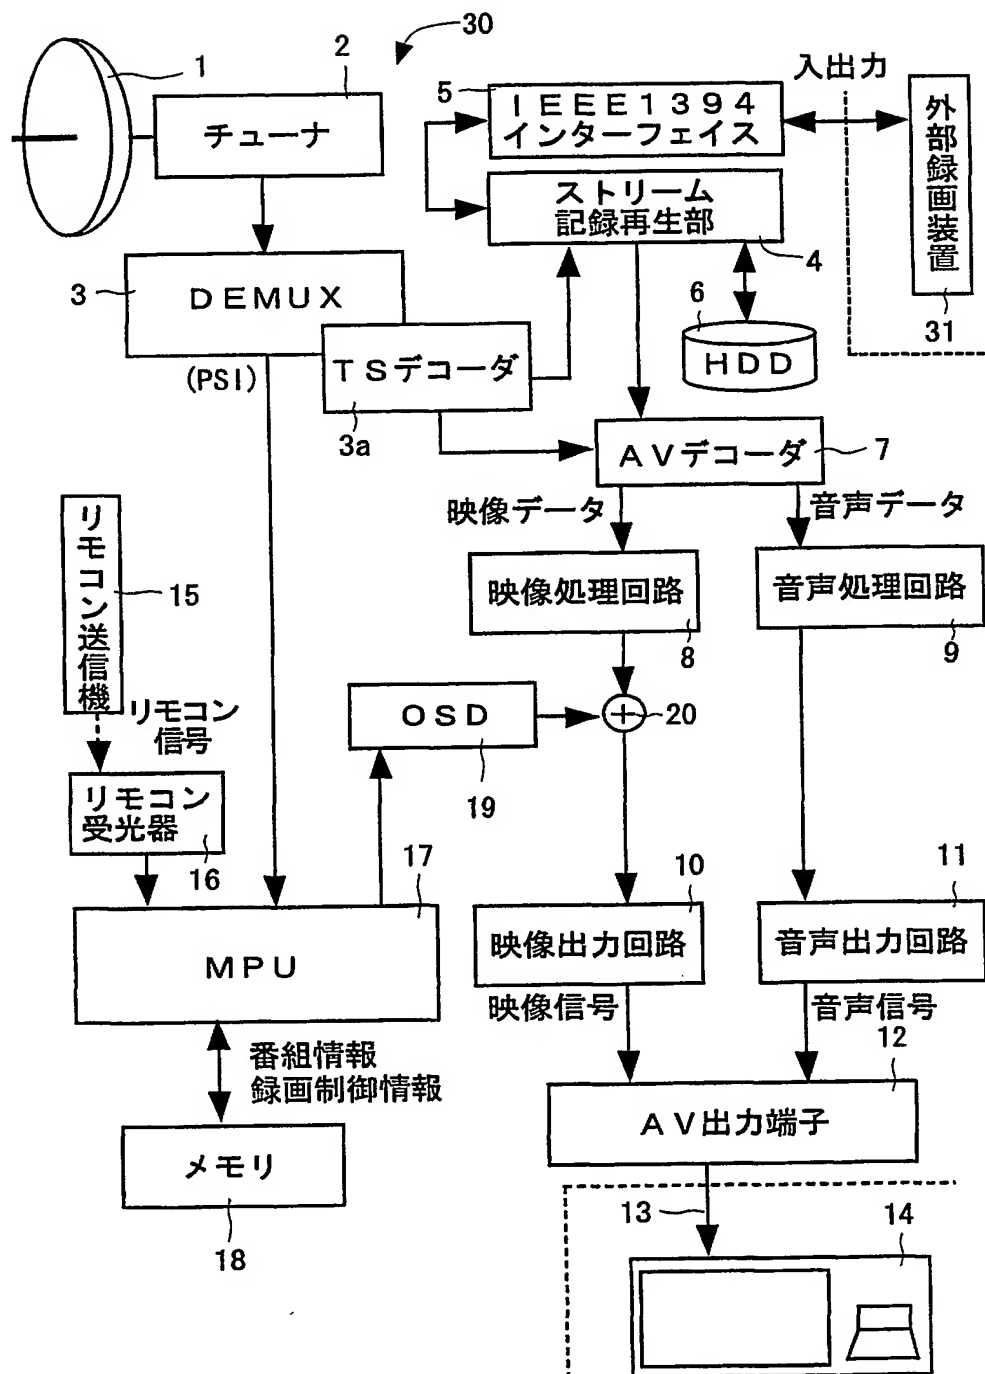 30
1
2
チューナ
入出力
5
IEEE1394
インターフェイス
外部録画装置
31
ストリーム
記録再生部
4
3
DEMUX
(PSI)
TSデコーダ
3a
6
HDD
AVデコーダ
7
映像データ
音声データ
リモコン送信機
15
映像処理回路
8
音声処理回路
9
リモコン
信号
OSD
19
20
リモコン
受光器
16
17
MPU
10
映像出力回路
11
音声出力回路
映像信号
音声信号
番組情報
録画制御情報
12
AV出力端子
メモリ
18
13
14